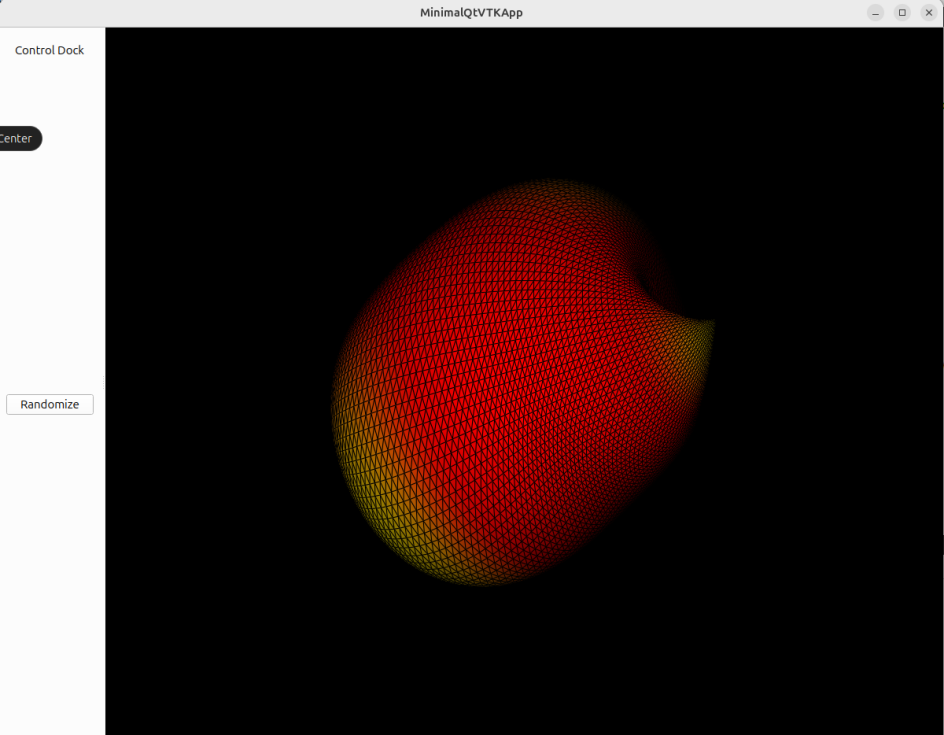 MinimalQtVTKApp
Control Dock
Center
Randomize